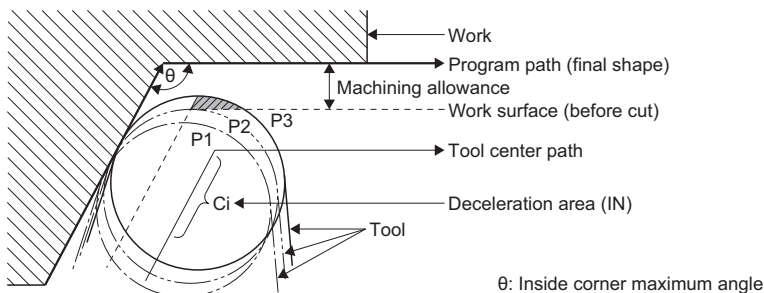 Work
θ
Program path (final shape)
Machining allowance
Work surface (before cut)
P1
P2
P3
Tool center path
Ci
Deceleration area (IN)
Tool
θ: Inside corner maximum angle